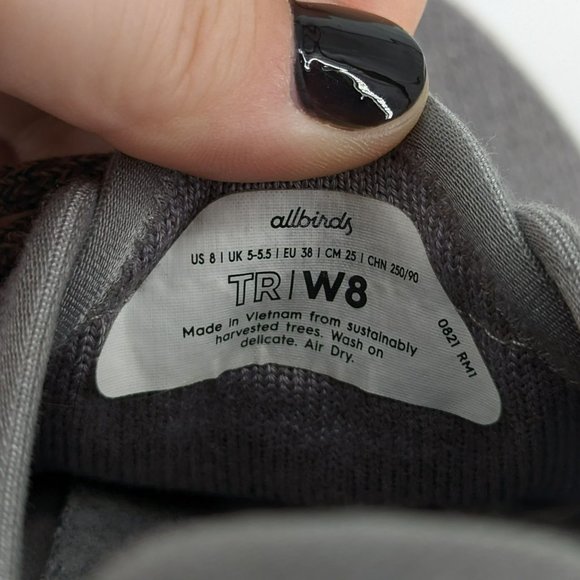 allbirds
US 8 | UK 5-5.5 | EU 38 | CM 25 | CHN 250/90
TR | W8
Made in Vietnam from sustainably
harvested trees. Wash on
delicate. Air Dry.
0821 RM1